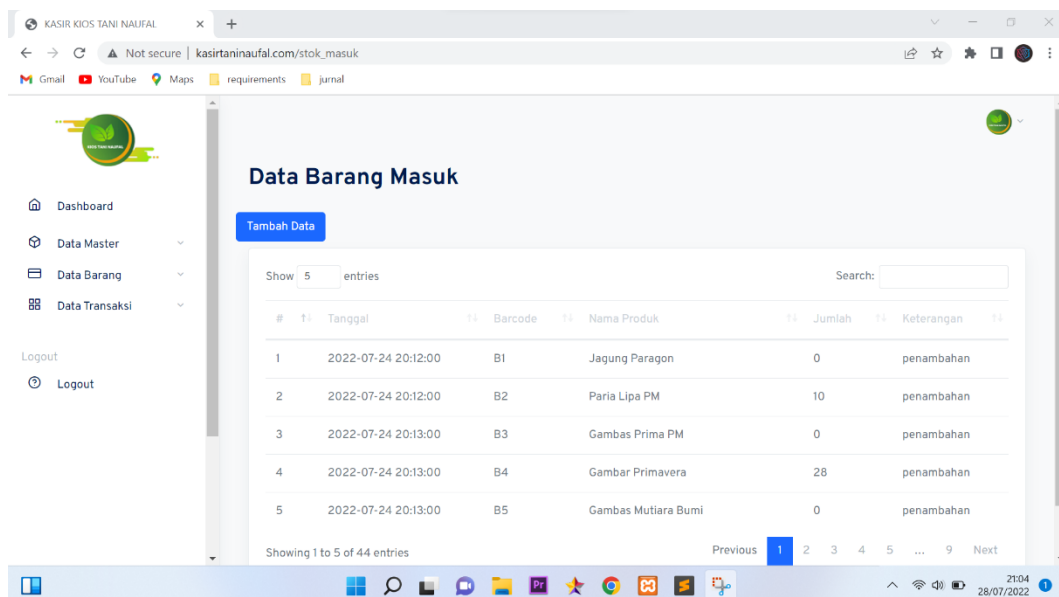 KASIR KIOS TANI NAUFAL
Not secure | kasirtaninaufal.com/stok_masuk
Gmail YouTube Maps requirements jurnal
KIOS TANI NAUFAL
Dashboard
Data Master
Data Barang
Data Transaksi
Logout
Logout
Data Barang Masuk
Tambah Data
Show 5 entries Search:
# Tanggal Barcode Nama Produk Jumlah Keterangan
1 2022-07-24 20:12:00 B1 Jagung Paragon 0 penambahan
2 2022-07-24 20:12:00 B2 Paria Lipa PM 10 penambahan
3 2022-07-24 20:13:00 B3 Gambas Prima PM 0 penambahan
4 2022-07-24 20:13:00 B4 Gambar Primavera 28 penambahan
5 2022-07-24 20:13:00 B5 Gambas Mutiara Bumi 0 penambahan
Showing 1 to 5 of 44 entries Previous 1 2 3 4 5 ... 9 Next
Pr
21:04
28/07/2022
1